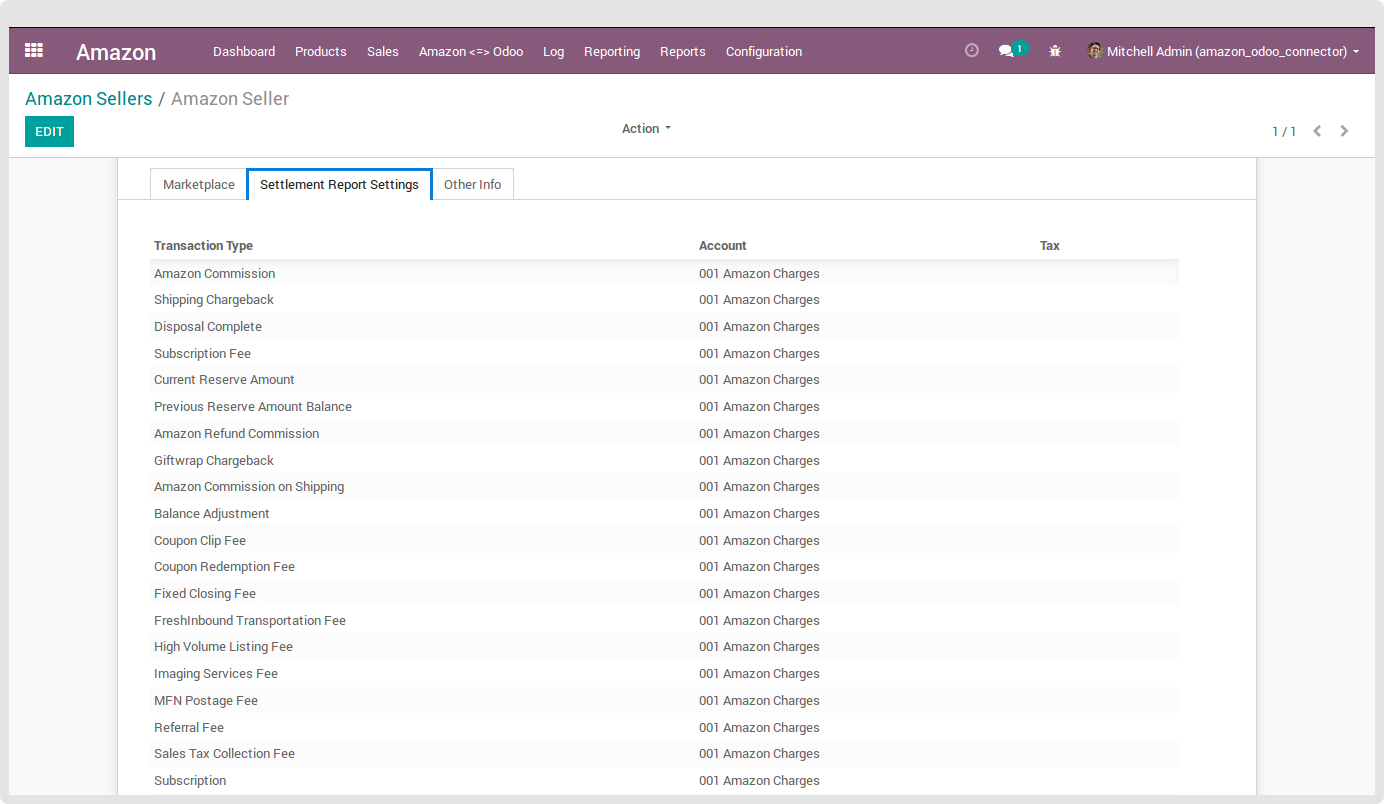 Amazon Dashboard Products Sales Amazon <=> Odoo Log Reporting Reports Configuration 1 Mitchell Admin (amazon_odoo_connector)
Amazon Sellers / Amazon Seller
EDIT Action 1 / 1
Marketplace Settlement Report Settings Other Info
Transaction Type Account Tax
Amazon Commission 001 Amazon Charges
Shipping Chargeback 001 Amazon Charges
Disposal Complete 001 Amazon Charges
Subscription Fee 001 Amazon Charges
Current Reserve Amount 001 Amazon Charges
Previous Reserve Amount Balance 001 Amazon Charges
Amazon Refund Commission 001 Amazon Charges
Giftwrap Chargeback 001 Amazon Charges
Amazon Commission on Shipping 001 Amazon Charges
Balance Adjustment 001 Amazon Charges
Coupon Clip Fee 001 Amazon Charges
Coupon Redemption Fee 001 Amazon Charges
Fixed Closing Fee 001 Amazon Charges
FreshInbound Transportation Fee 001 Amazon Charges
High Volume Listing Fee 001 Amazon Charges
Imaging Services Fee 001 Amazon Charges
MFN Postage Fee 001 Amazon Charges
Referral Fee 001 Amazon Charges
Sales Tax Collection Fee 001 Amazon Charges
Subscription 001 Amazon Charges